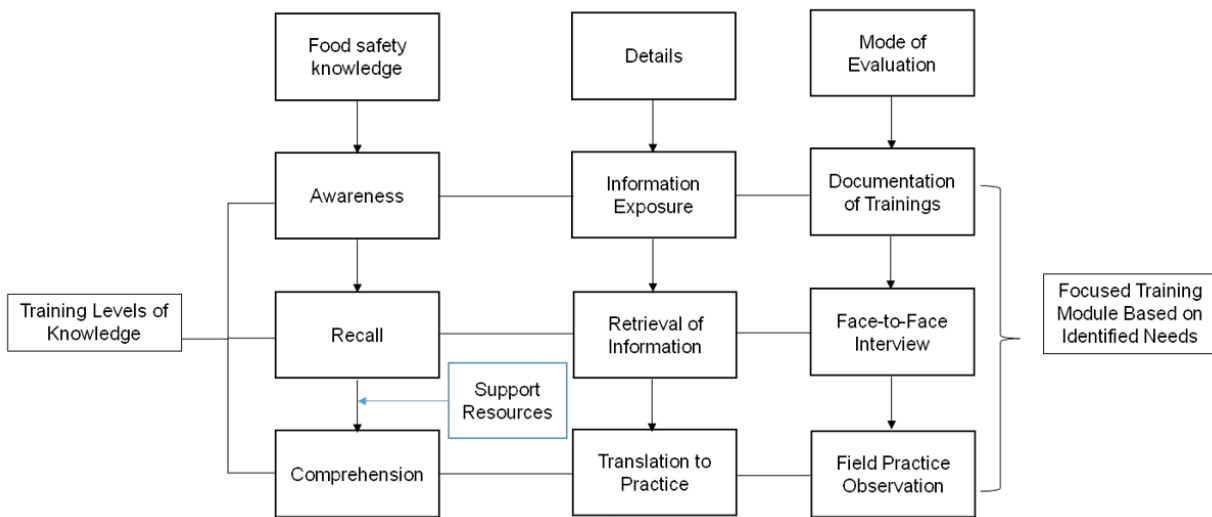 Food safety
knowledge
Details
Mode of
Evaluation
Awareness
Information
Exposure
Documentation
of Trainings
Training Levels of
Knowledge
Recall
Retrieval of
Information
Face-to-Face
Interview
Focused Training
Module Based on
Identified Needs
Support
Resources
Comprehension
Translation to
Practice
Field Practice
Observation